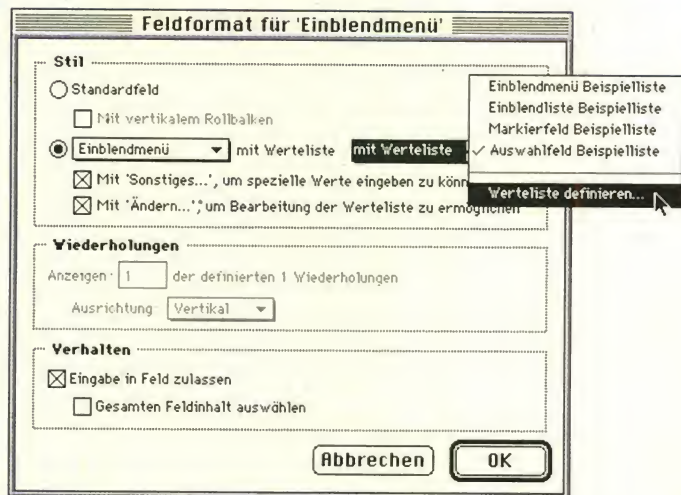 Feldformat für 'Einblendmenü'
Stil
Standardfeld
Mit vertikalem Rollbalken
Einblendmenü mit Werteliste mit Werteliste
Mit 'Sonstiges...', um spezielle Werte eingeben zu könn
Mit 'Ändern...', um Bearbeitung der Werteliste zu ermöglichen
Einblendmenü Beispielliste
Einblendliste Beispielliste
Markierfeld Beispielliste
✓ Auswahlfeld Beispielliste
Werteliste definieren...
Wiederholungen
Anzeigen: 1 der definierten 1 Wiederholungen
Ausrichtung: Vertikal
Verhalten
Eingabe in Feld zulassen
Gesamten Feldinhalt auswählen
Abbrechen OK